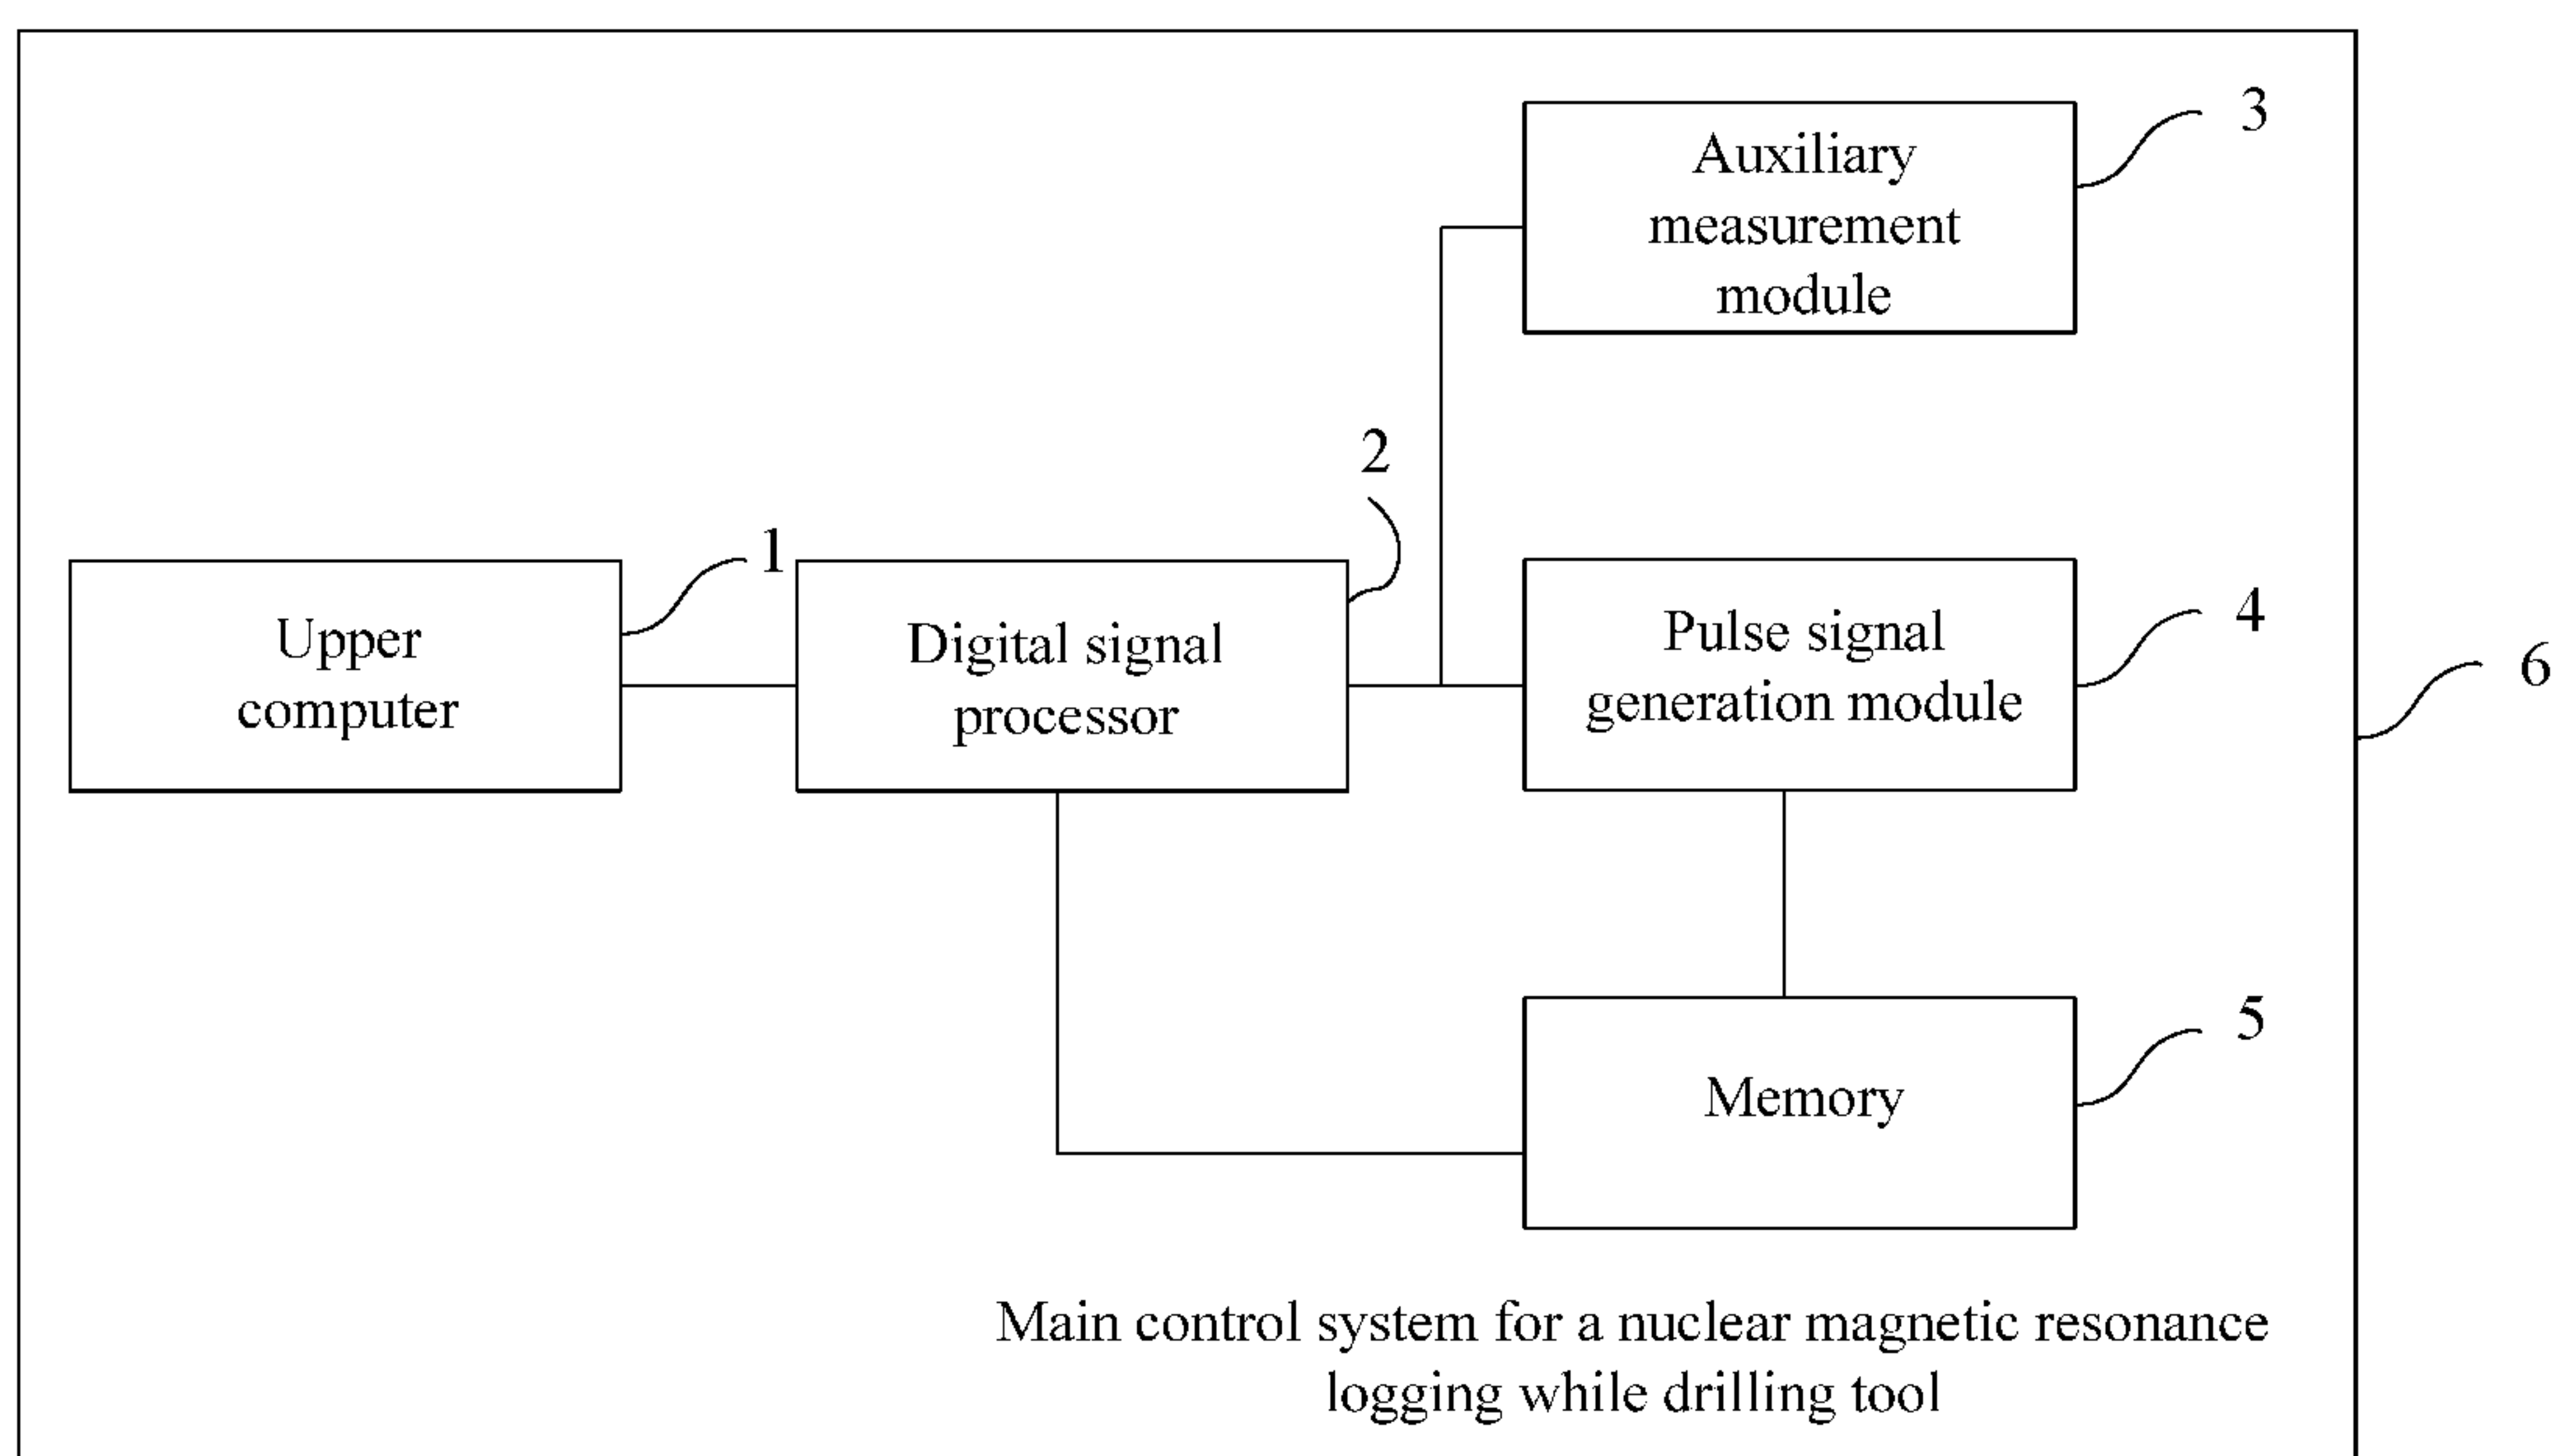 3
Auxiliary
measurement
module
2
1
Upper
computer
Digital signal
processor
Pulse signal
generation module
4
6
5
Memory
Main control system for a nuclear magnetic resonance
logging while drilling tool